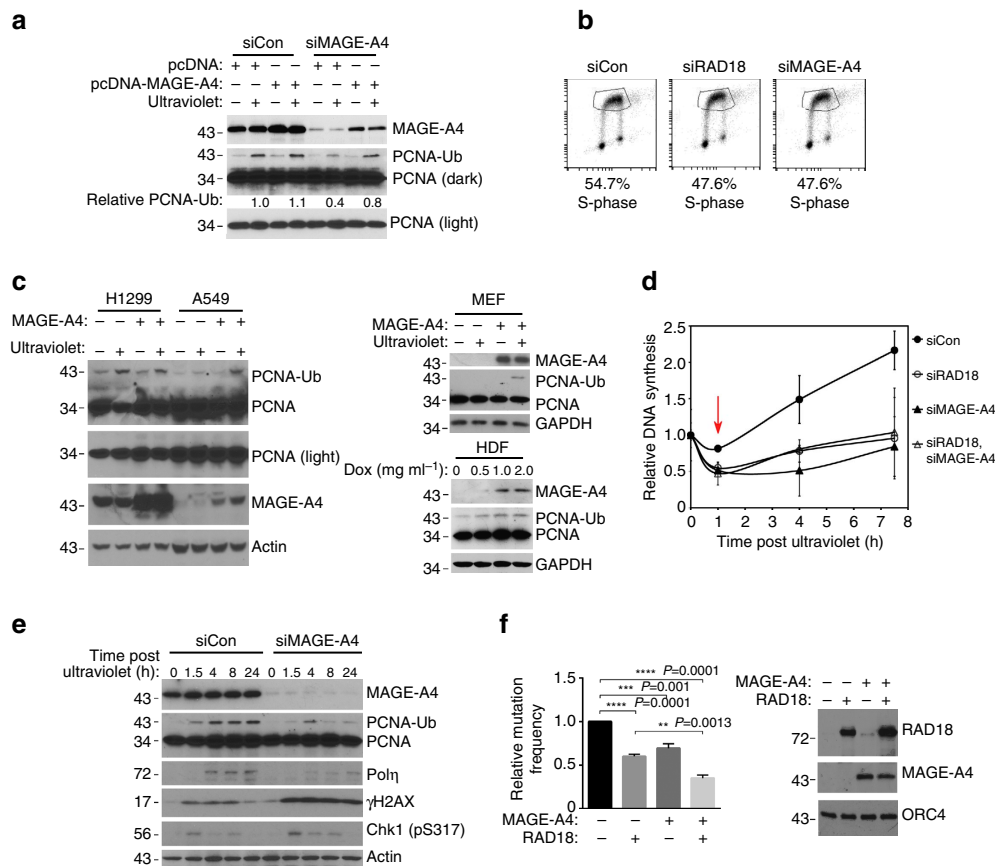 a
siCon siMAGE-A4
pcDNA: + + – – + + – –
pcDNA-MAGE-A4: – – + + – – + +
Ultraviolet: – + – + – + – +
43 MAGE-A4
43 PCNA-Ub
34 PCNA (dark)
Relative PCNA-Ub: 1.0 1.1 0.4 0.8
34 PCNA (light)
b
siCon siRAD18 siMAGE-A4
54.7% 47.6% 47.6%
S-phase S-phase S-phase
c
H1299 A549
MAGE-A4: – – + + – – + +
Ultraviolet: – + – + – + – +
43 PCNA-Ub
34 PCNA
34 PCNA (light)
43 MAGE-A4
43 Actin
MEF
MAGE-A4: – – + +
Ultraviolet: – + – +
43 MAGE-A4
43 PCNA-Ub
34 PCNA
34 GAPDH
HDF
Dox (mg ml–1): 0 0.5 1.0 2.0
43 MAGE-A4
43 PCNA-Ub
34 PCNA
34 GAPDH
d
Relative DNA synthesis
2.5
2.0
1.5
1.0
0.5
0
0 1 2 3 4 5 6 7 8
Time post ultraviolet (h)
siCon
siRAD18
siMAGE-A4
siRAD18,
siMAGE-A4
e
siCon siMAGE-A4
Time post
ultraviolet (h): 0 1.5 4 8 24 0 1.5 4 8 24
43 MAGE-A4
43 PCNA-Ub
34 PCNA
72 Polη
17 γH2AX
56 Chk1 (pS317)
43 Actin
f
Relative mutation
frequency
1.5
1.0
0.5
0
**** P=0.0001
*** P=0.001
**** P=0.0001
** P=0.0013
MAGE-A4: – – + +
RAD18: – + – +
MAGE-A4: – – + +
RAD18: – + – +
72 RAD18
43 MAGE-A4
43 ORC4